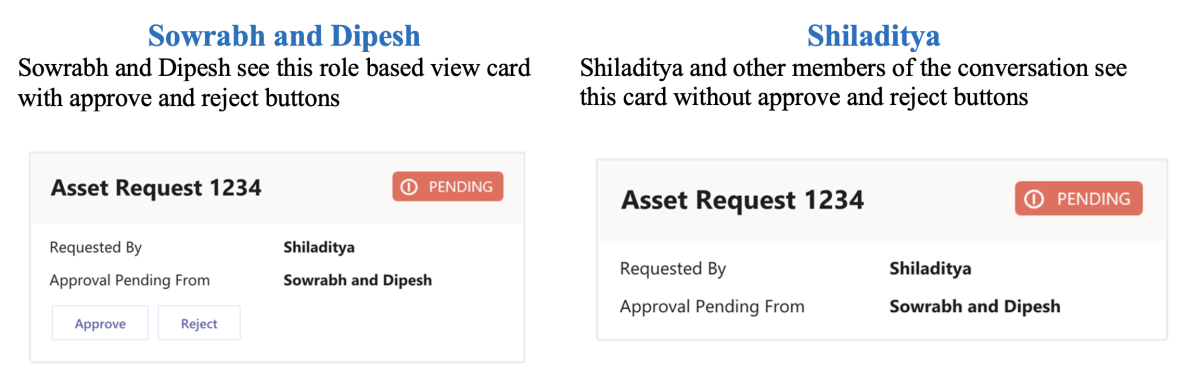 Sowrabh and Dipesh
Sowrabh and Dipesh see this role based view card
with approve and reject buttons
Asset Request 1234
PENDING
Requested By
Shiladitya
Approval Pending From
Sowrabh and Dipesh
Approve
Reject
Shiladitya
Shiladitya and other members of the conversation see
this card without approve and reject buttons
Asset Request 1234
PENDING
Requested By
Shiladitya
Approval Pending From
Sowrabh and Dipesh